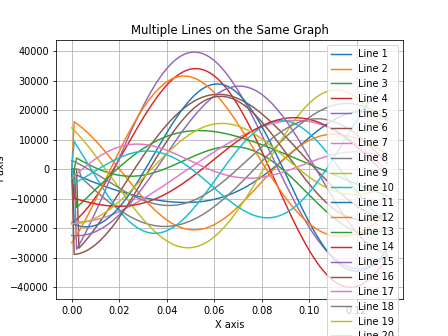 Multiple Lines on the Same Graph
40000
30000
20000
10000
0
−10000
−20000
−30000
−40000
0.00
0.02
0.04
0.06
0.08
0.10
X axis
Line 1
Line 2
Line 3
Line 4
Line 5
Line 6
Line 7
Line 8
Line 9
Line 10
Line 11
Line 12
Line 13
Line 14
Line 15
Line 16
Line 17
Line 18
Line 19
Line 20